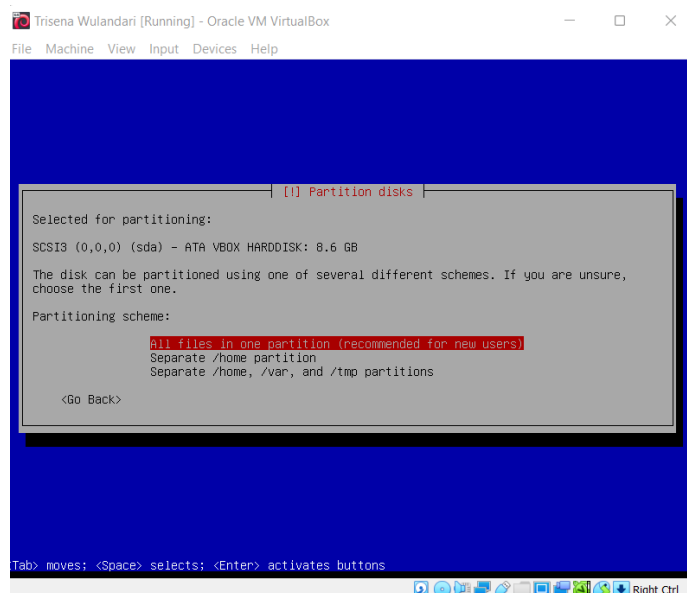 Trisena Wulandari [Running] - Oracle VM VirtualBox
File Machine View Input Devices Help
[!] Partition disks
Selected for partitioning:
SCSI3 (0,0,0) (sda) - ATA VBOX HARDDISK: 8.6 GB
The disk can be partitioned using one of several different schemes. If you are unsure,
choose the first one.
Partitioning scheme:
All files in one partition (recommended for new users)
Separate /home partition
Separate /home, /var, and /tmp partitions
<Go Back>
<Tab> moves; <Space> selects; <Enter> activates buttons
Right Ctrl